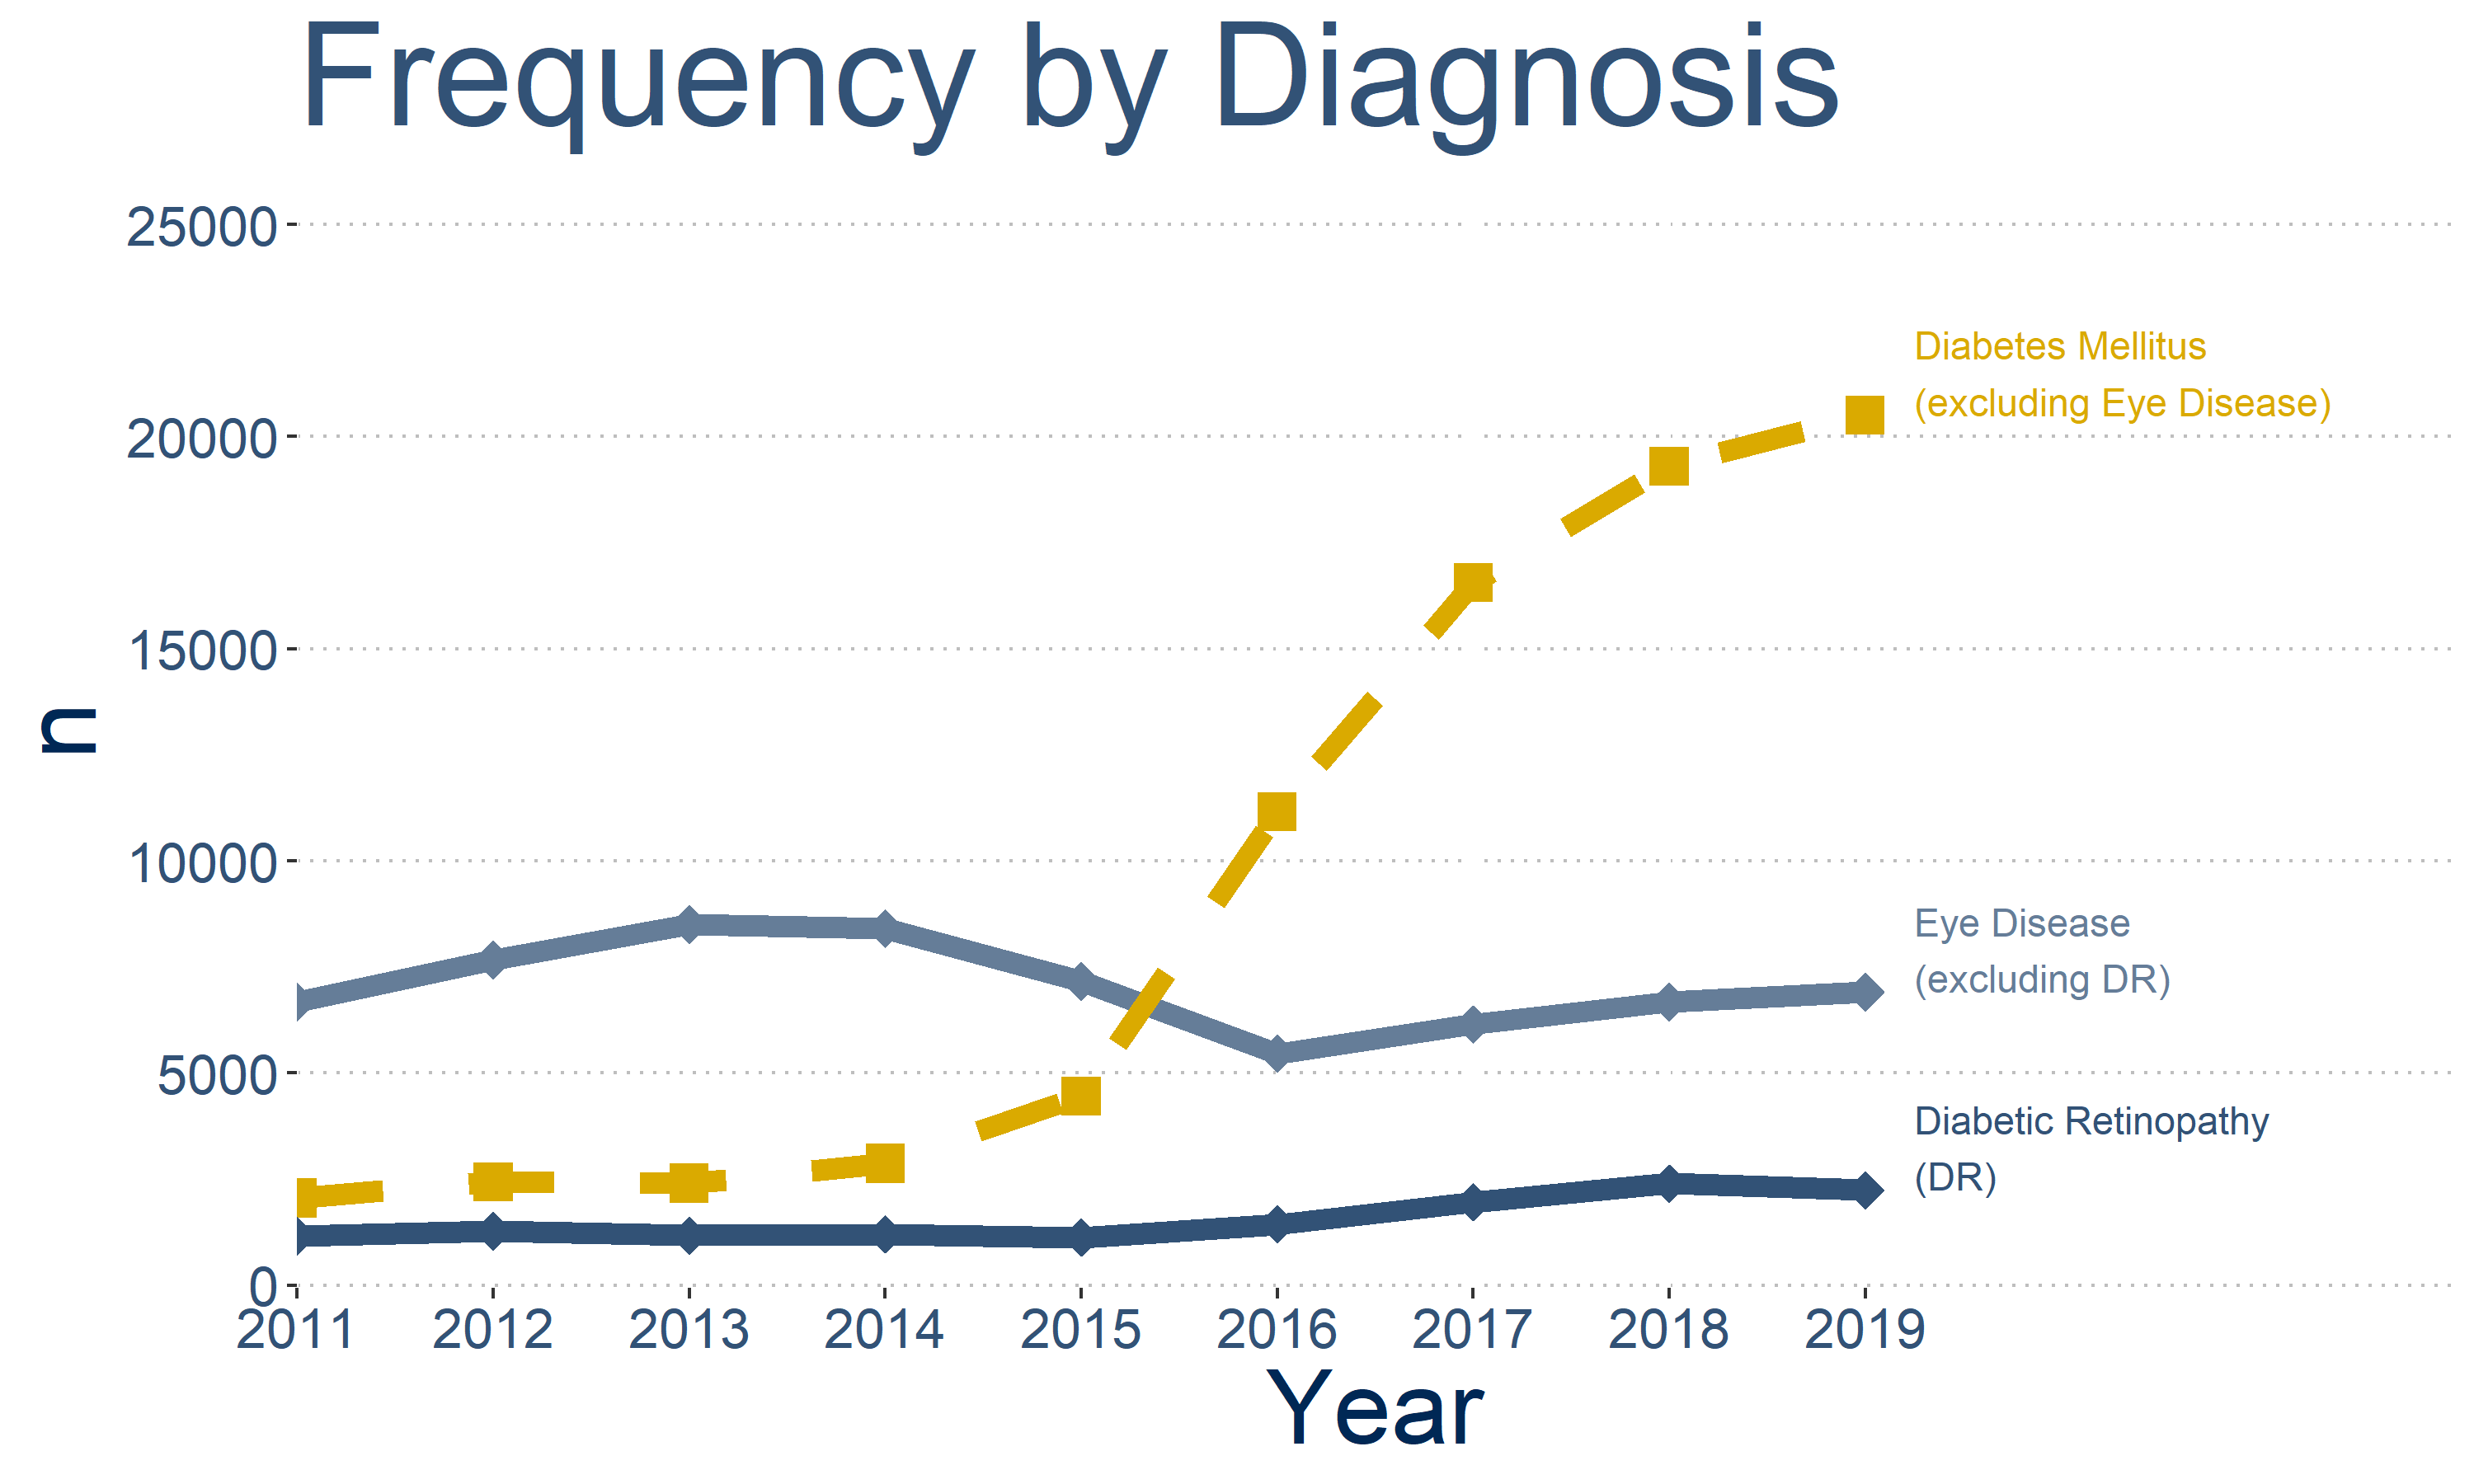 Frequency by Diagnosis
25000
20000
15000
10000
5000
0
n
Diabetes Mellitus
(excluding Eye Disease)
Eye Disease
(excluding DR)
Diabetic Retinopathy
(DR)
2011 2012 2013 2014 2015 2016 2017 2018 2019
Year